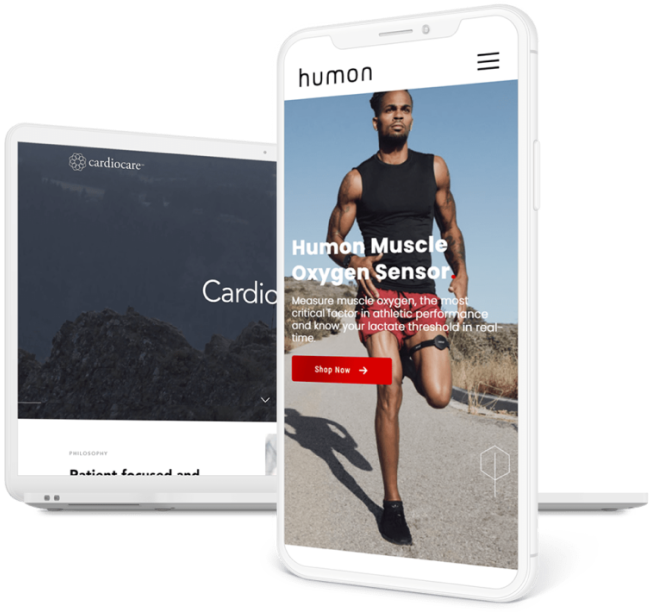 cardiocare
Cardio
PHILOSOPHY
Patient focused and
humon
Humon Muscle
Oxygen Sensor.
Measure muscle oxygen, the most
critical factor in athletic performance
and know your lactate threshold in real-
time.
Shop Now